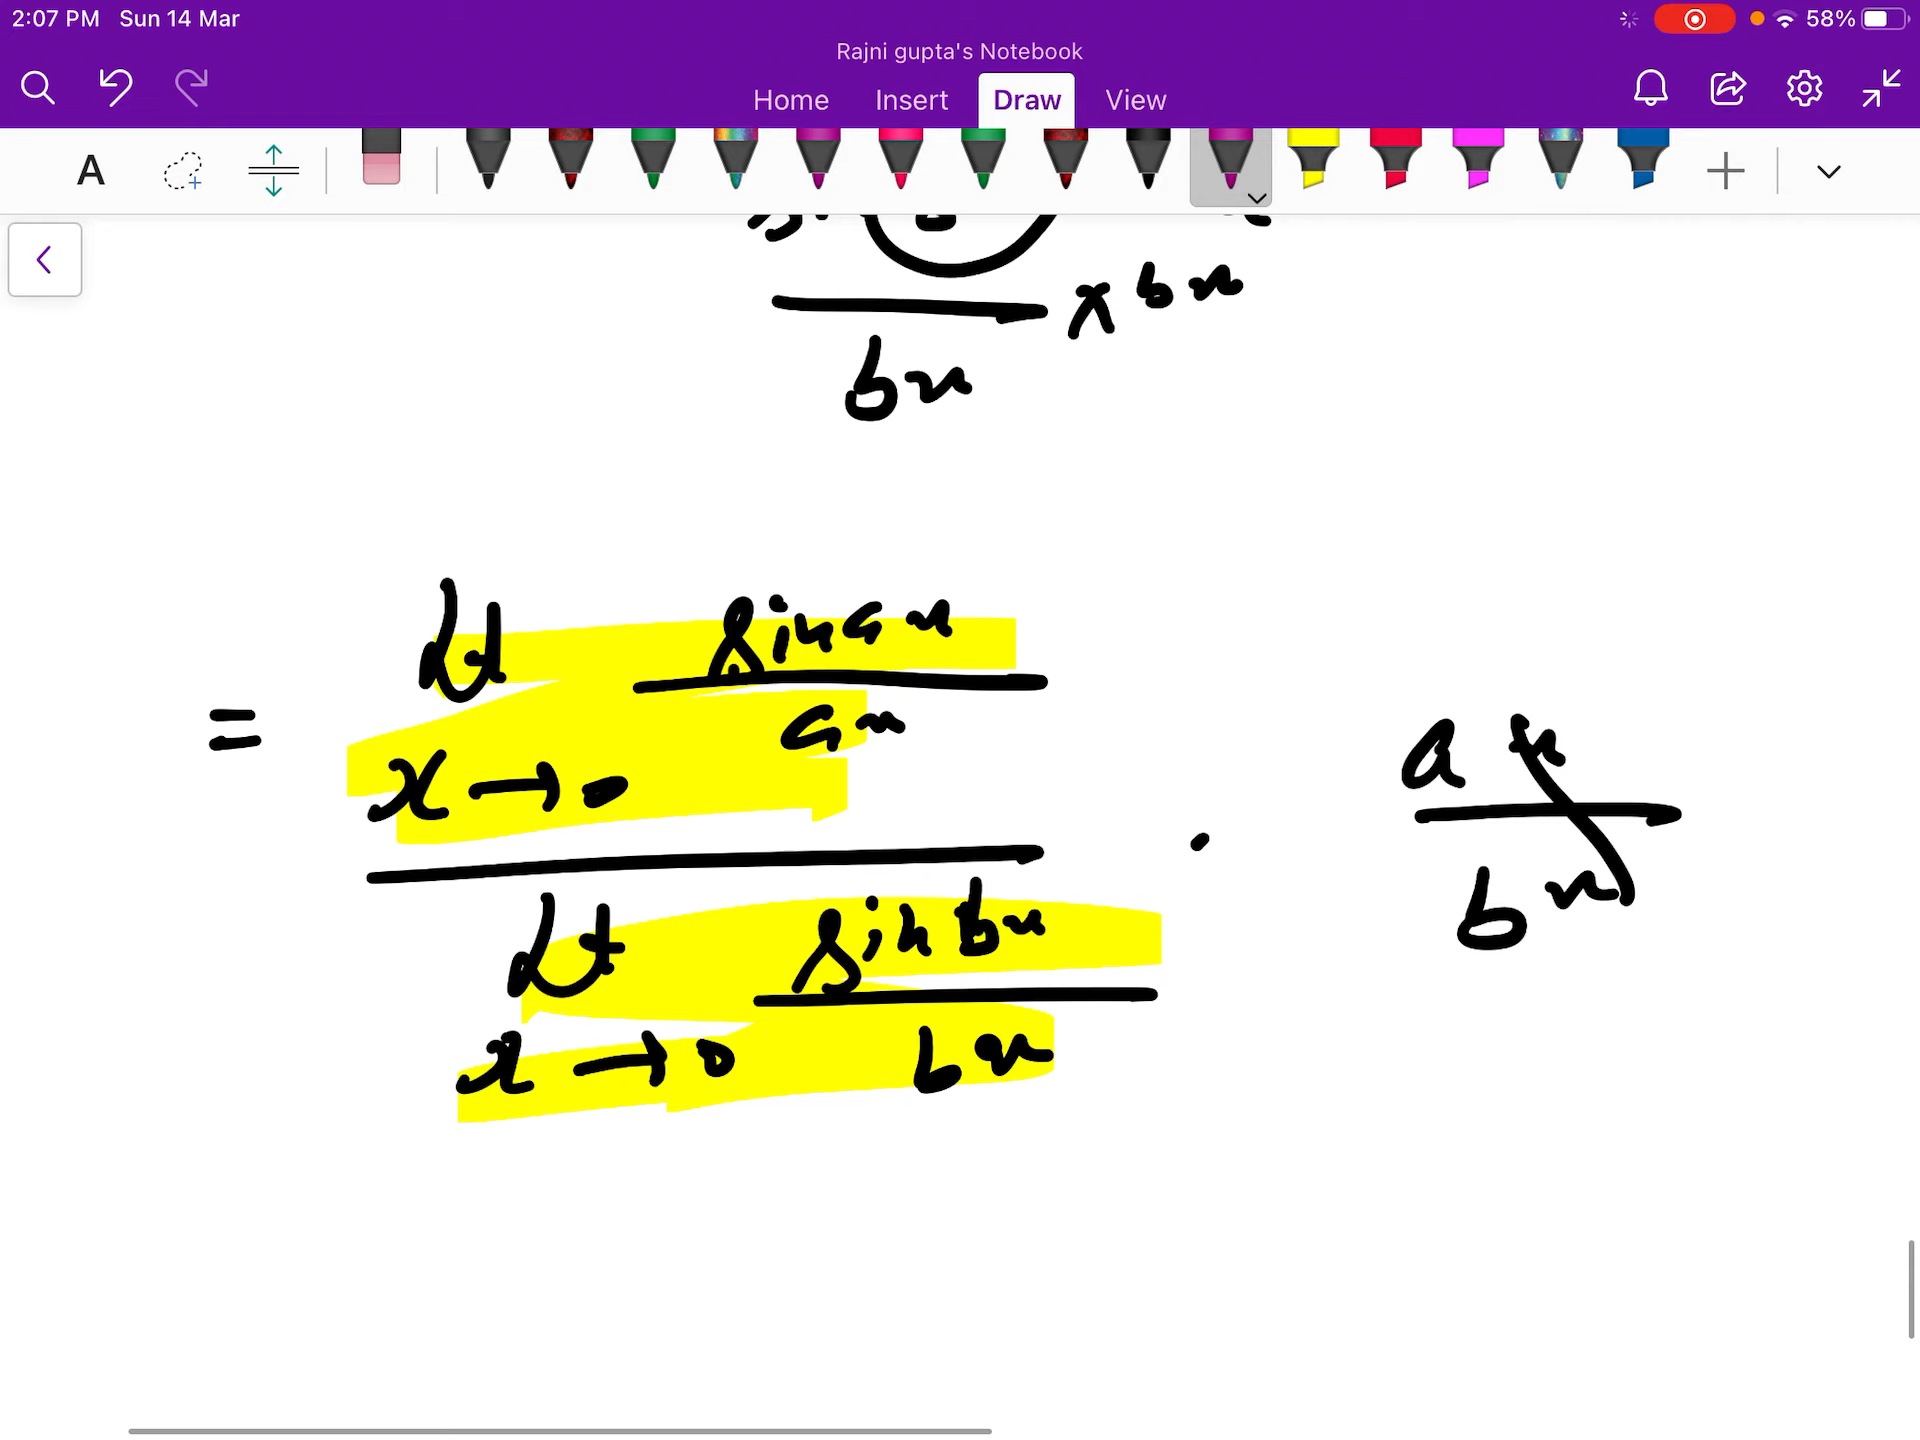 2:07 PM Sun 14 Mar
58%
Rajni gupta's Notebook
Home Insert Draw View
A
x bx
bx
= Lt sin ax
ax
x → 0
Lt sin bx
x → 0 bx
. ax
bx